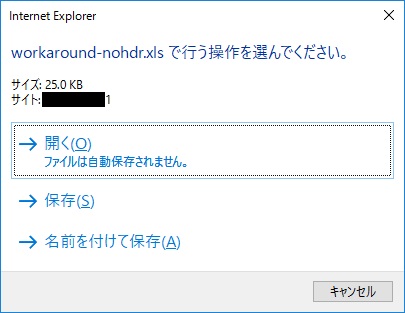 Internet Explorer
workaround-nohdr.xls で行う操作を選んでください。
サイズ: 25.0 KB
サイト: 1
開く(O)
ファイルは自動保存されません。
保存(S)
名前を付けて保存(A)
キャンセル